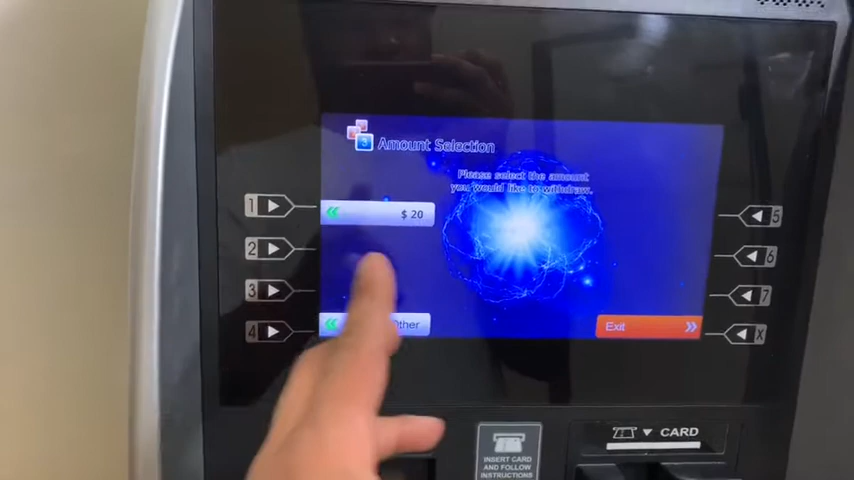 3
Amount Selection
Please select the amount
you would like to withdraw.
$ 20
Other
Exit
1
2
3
4
5
6
7
X
INSERT CARD
AND FOLLOW
INSTRUCTIONS
CARD